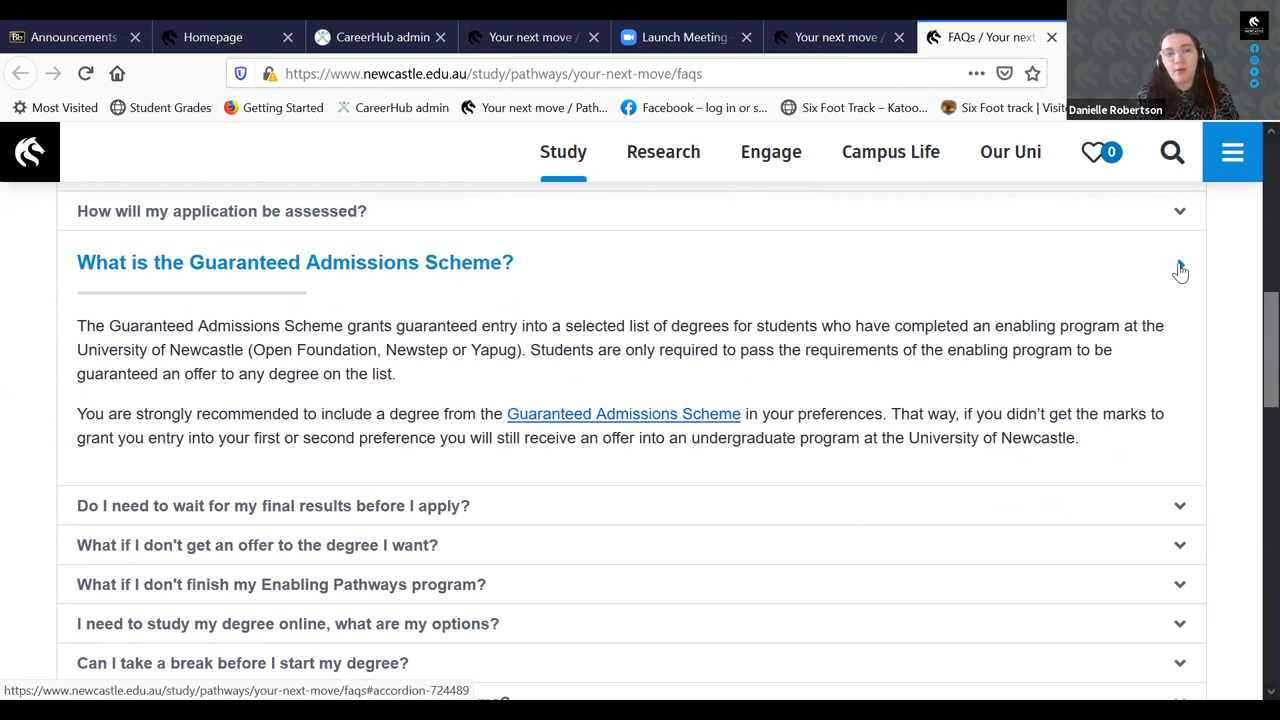 Announcements
Homepage
CareerHub admin
Your next move /
Launch Meeting -
Your next move /
FAQs / Your next
https://www.newcastle.edu.au/study/pathways/your-next-move/faqs
Most Visited
Student Grades
Getting Started
CareerHub admin
Your next move / Path...
Facebook – log in or s...
Six Foot Track – Katoo...
Six Foot track | Visit
Danielle Robertson
Study
Research
Engage
Campus Life
Our Uni
0
How will my application be assessed?
What is the Guaranteed Admissions Scheme?
The Guaranteed Admissions Scheme grants guaranteed entry into a selected list of degrees for students who have completed an enabling program at the
University of Newcastle (Open Foundation, Newstep or Yapug). Students are only required to pass the requirements of the enabling program to be
guaranteed an offer to any degree on the list.
You are strongly recommended to include a degree from the Guaranteed Admissions Scheme in your preferences. That way, if you didn’t get the marks to
grant you entry into your first or second preference you will still receive an offer into an undergraduate program at the University of Newcastle.
Do I need to wait for my final results before I apply?
What if I don't get an offer to the degree I want?
What if I don't finish my Enabling Pathways program?
I need to study my degree online, what are my options?
Can I take a break before I start my degree?
https://www.newcastle.edu.au/study/pathways/your-next-move/faqs#accordion-724489